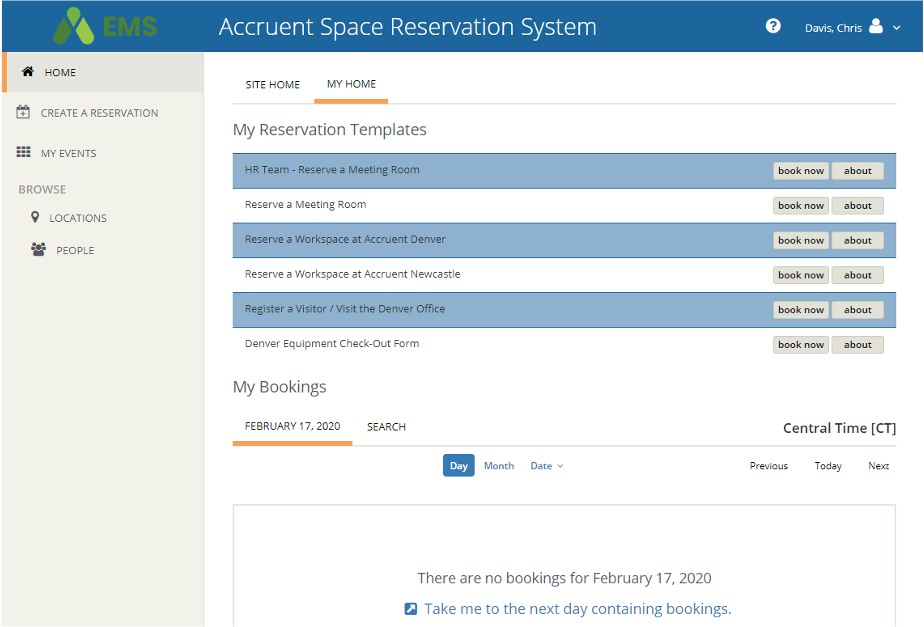 EMS
Accruent Space Reservation System
Davis, Chris
HOME
CREATE A RESERVATION
MY EVENTS
BROWSE
LOCATIONS
PEOPLE
SITE HOME MY HOME
My Reservation Templates
HR Team - Reserve a Meeting Room book now about
Reserve a Meeting Room book now about
Reserve a Workspace at Accruent Denver book now about
Reserve a Workspace at Accruent Newcastle book now about
Register a Visitor / Visit the Denver Office book now about
Denver Equipment Check-Out Form book now about
My Bookings
FEBRUARY 17, 2020 SEARCH Central Time [CT]
Day Month Date Previous Today Next
There are no bookings for February 17, 2020
Take me to the next day containing bookings.